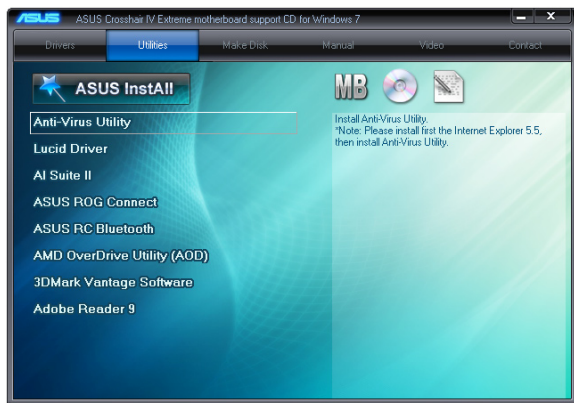 ASUS ASUS Crosshair IV Extreme motherboard support CD for Windows 7
Drivers Utilities Make Disk Manual Video Contact
ASUS InstAll
MB
Anti-Virus Utility
Lucid Driver
AI Suite II
ASUS ROG Connect
ASUS RC Bluetooth
AMD OverDrive Utility (AOD)
3DMark Vantage Software
Adobe Reader 9
Install Anti-Virus Utility.
*Note: Please install first the Internet Explorer 5.5,
then install Anti-Virus Utility.